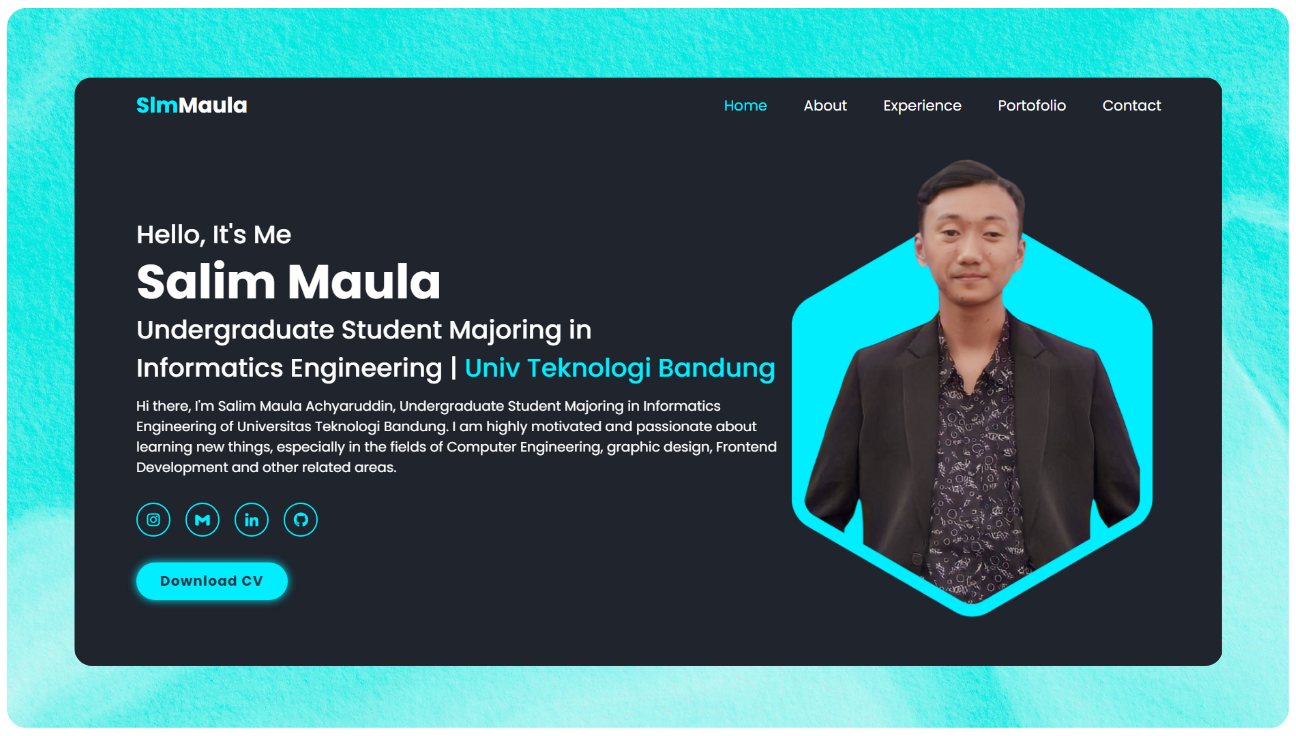 SlmMaula
Home About Experience Portofolio Contact
Hello, It's Me
Salim Maula
Undergraduate Student Majoring in
Informatics Engineering | Univ Teknologi Bandung
Hi there, I'm Salim Maula Achyaruddin, Undergraduate Student Majoring in Informatics
Engineering of Universitas Teknologi Bandung. I am highly motivated and passionate about
learning new things, especially in the fields of Computer Engineering, graphic design, Frontend
Development and other related areas.
Download CV